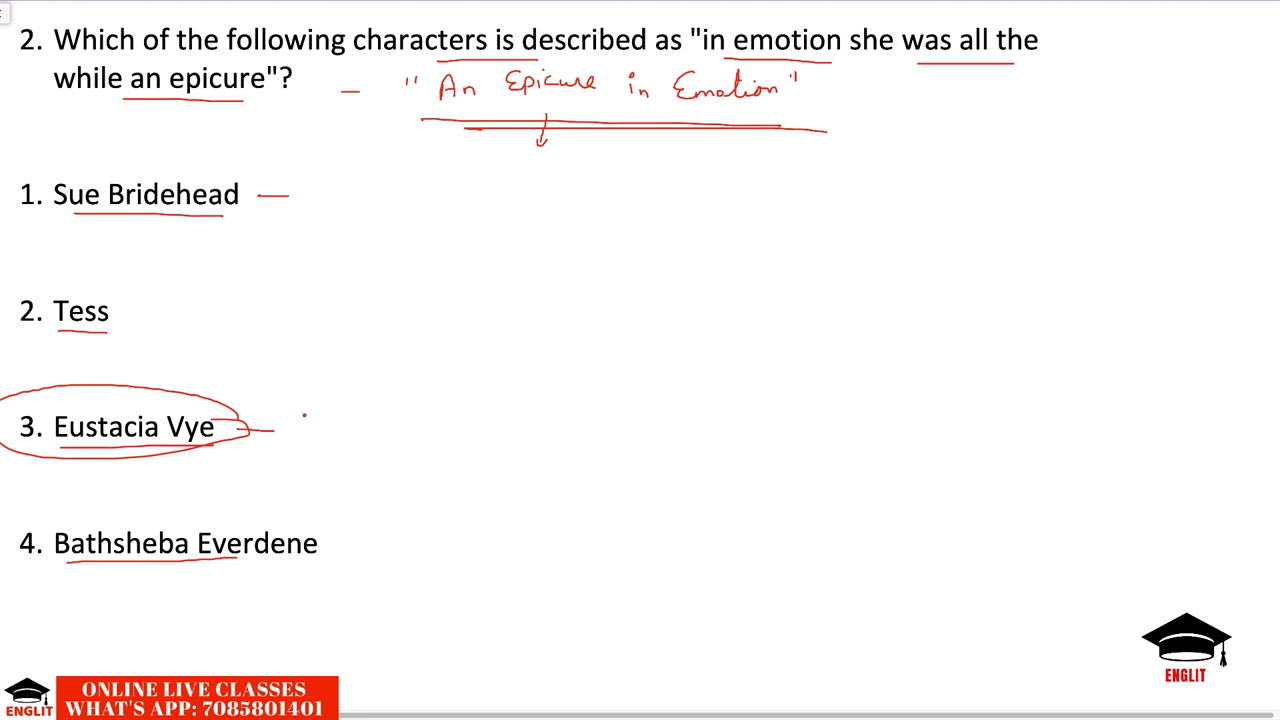 2. Which of the following characters is described as "in emotion she was all the
while an epicure"?
– "An Epicure in Emotion"
1. Sue Bridehead —
2. Tess
3. Eustacia Vye —
4. Bathsheba Everdene
ENGLIT
ENGLIT
ONLINE LIVE CLASSES
WHAT'S APP: 7085801401